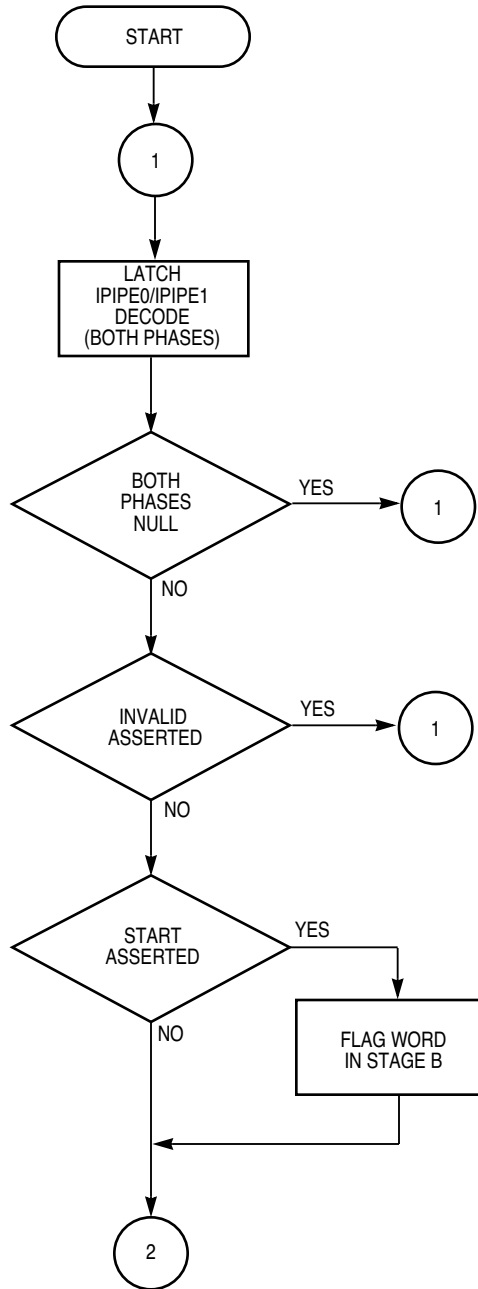 START
1
LATCH
IPIPE0/IPIPE1
DECODE
(BOTH PHASES)
BOTH
PHASES
NULL
YES
1
NO
INVALID
ASSERTED
YES
1
NO
START
ASSERTED
YES
NO
FLAG WORD
IN STAGE B
2